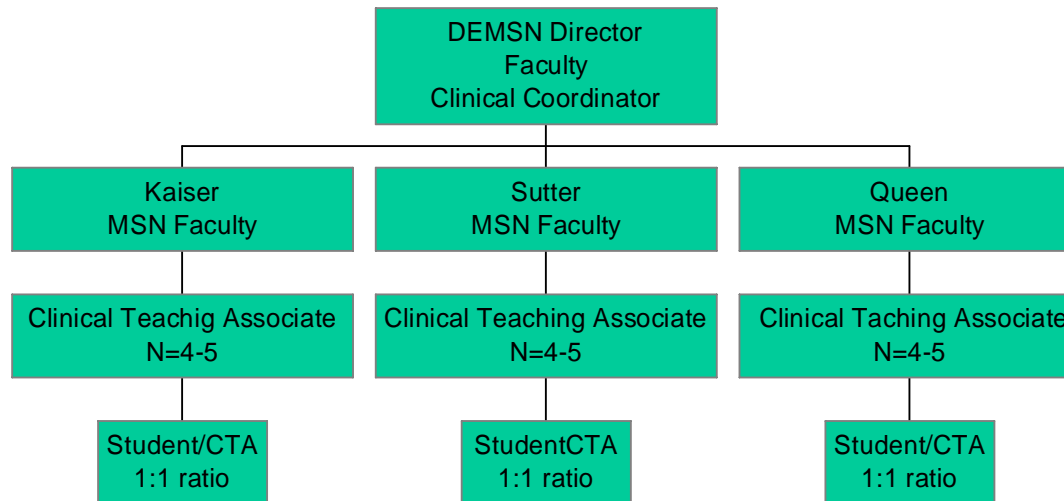 DEMSN Director
Faculty
Clinical Coordinator
Kaiser
MSN Faculty
Sutter
MSN Faculty
Queen
MSN Faculty
Clinical Teachig Associate
N=4-5
Clinical Teaching Associate
N=4-5
Clinical Taching Associate
N=4-5
Student/CTA
1:1 ratio
StudentCTA
1:1 ratio
Student/CTA
1:1 ratio